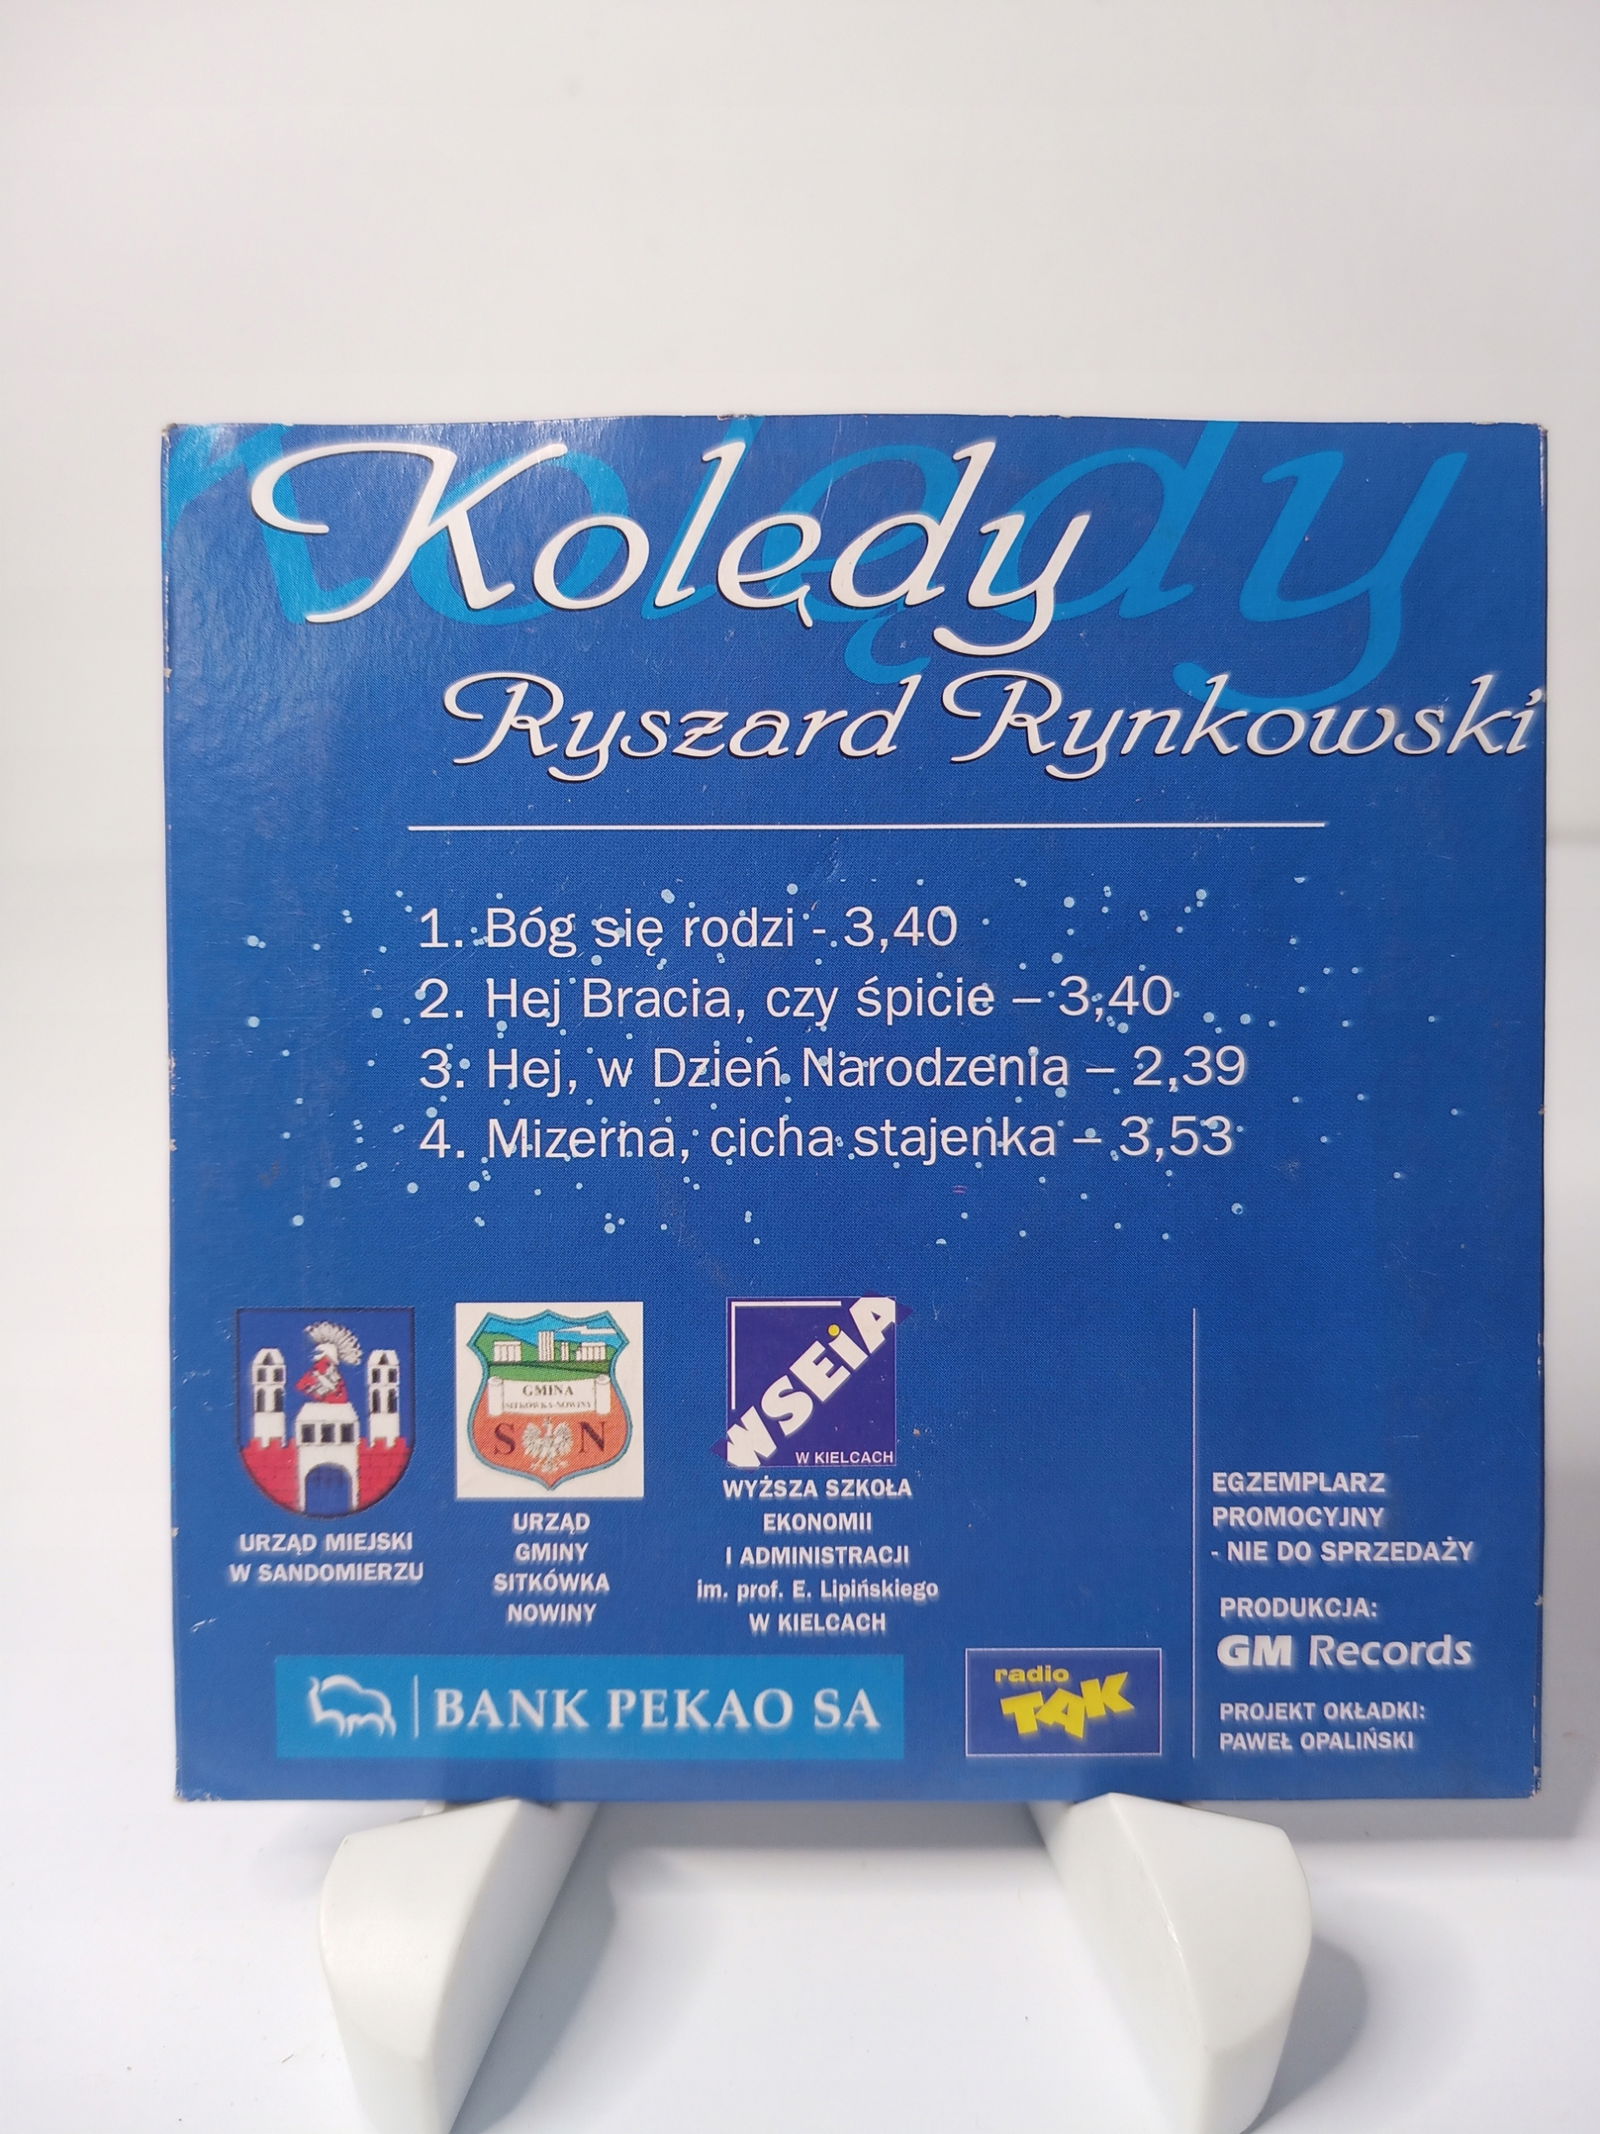 Kolędy
Kolędy
Ryszard Rynkowski
1. Bóg się rodzi - 3,40
2. Hej Bracia, czy śpicie – 3,40
3. Hej, w Dzień Narodzenia – 2,39
4. Mizerna, cicha stajenka – 3,53
URZĄD MIEJSKI
W SANDOMIERZU
GMINA
SITKÓWKA-NOWINY
S N
URZĄD
GMINY
SITKÓWKA
NOWINY
WSEiA
W KIELCACH
WYŻSZA SZKOŁA
EKONOMII
I ADMINISTRACJI
im. prof. E. Lipińskiego
W KIELCACH
BANK PEKAO SA
radio
TAK
EGZEMPLARZ
PROMOCYJNY
- NIE DO SPRZEDAŻY
PRODUKCJA:
GM Records
PROJEKT OKŁADKI:
PAWEŁ OPALIŃSKI